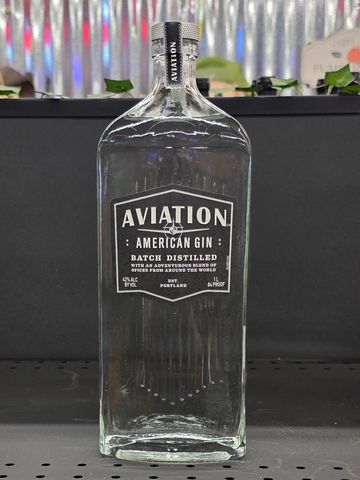 AVIATION
AVIATION
: AMERICAN GIN :
BATCH DISTILLED
WITH AN ADVENTUROUS BLEND OF
SPICES FROM AROUND THE WORLD
42% ALC
BY VOL
EST.
PORTLAND
1 L
84 PROOF